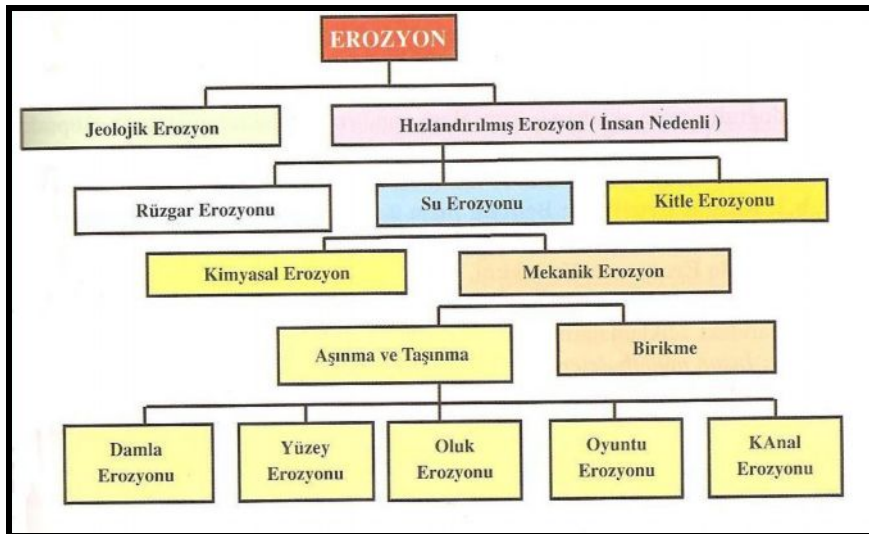 EROZYON
Jeolojik Erozyon
Hızlandırılmış Erozyon ( İnsan Nedenli )
Rüzgar Erozyonu
Su Erozyonu
Kitle Erozyonu
Kimyasal Erozyon
Mekanik Erozyon
Aşınma ve Taşınma
Birikme
Damla
Erozyonu
Yüzey
Erozyonu
Oluk
Erozyonu
Oyuntu
Erozyonu
KAnal
Erozyonu